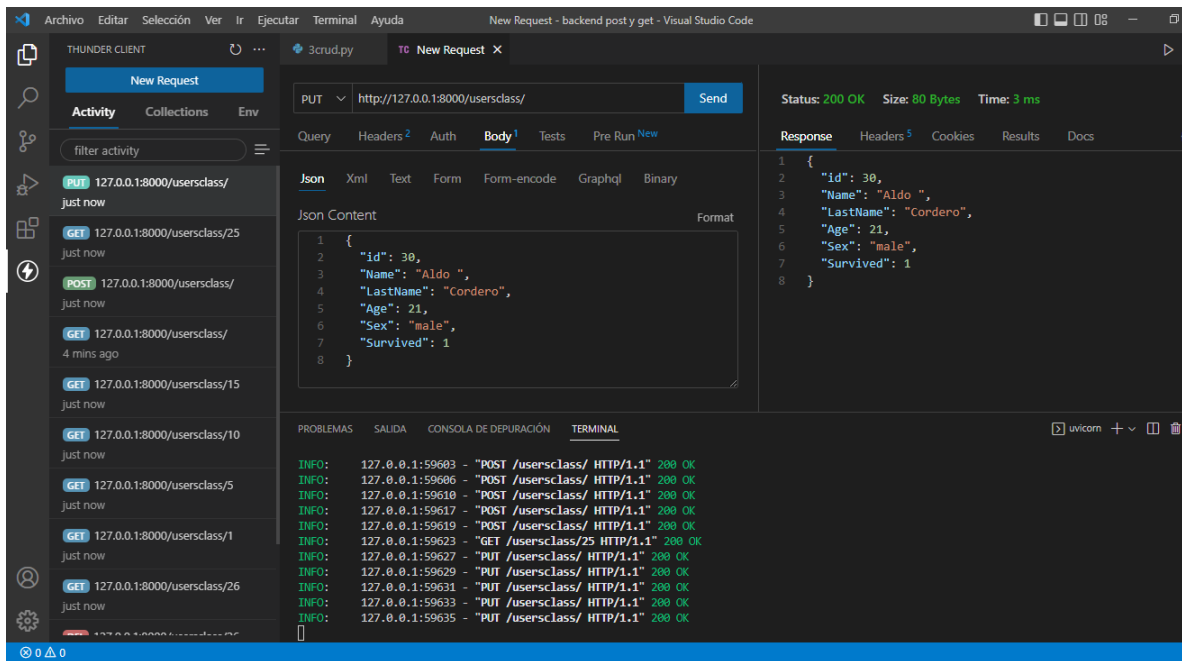 Archivo Editar Selección Ver Ir Ejecutar Terminal Ayuda New Request - backend post y get - Visual Studio Code
THUNDER CLIENT
New Request
Activity Collections Env
filter activity
PUT 127.0.0.1:8000/usersclass/
just now
GET 127.0.0.1:8000/usersclass/25
just now
POST 127.0.0.1:8000/usersclass/
just now
GET 127.0.0.1:8000/usersclass/
4 mins ago
GET 127.0.0.1:8000/usersclass/15
just now
GET 127.0.0.1:8000/usersclass/10
just now
GET 127.0.0.1:8000/usersclass/5
just now
GET 127.0.0.1:8000/usersclass/1
just now
GET 127.0.0.1:8000/usersclass/26
just now
3crud.py TC New Request
PUT http://127.0.0.1:8000/usersclass/ Send
Query Headers 2 Auth Body 1 Tests Pre Run New
Json Xml Text Form Form-encode Graphql Binary
Json Content Format
1 {
2 "id": 30,
3 "Name": "Aldo ",
4 "LastName": "Cordero",
5 "Age": 21,
6 "Sex": "male",
7 "Survived": 1
8 }
Status: 200 OK Size: 80 Bytes Time: 3 ms
Response Headers 5 Cookies Results Docs
1 {
2 "id": 30,
3 "Name": "Aldo ",
4 "LastName": "Cordero",
5 "Age": 21,
6 "Sex": "male",
7 "Survived": 1
8 }
PROBLEMAS SALIDA CONSOLA DE DEPURACIÓN TERMINAL uvicorn
INFO: 127.0.0.1:59603 - "POST /usersclass/ HTTP/1.1" 200 OK
INFO: 127.0.0.1:59606 - "POST /usersclass/ HTTP/1.1" 200 OK
INFO: 127.0.0.1:59610 - "POST /usersclass/ HTTP/1.1" 200 OK
INFO: 127.0.0.1:59617 - "POST /usersclass/ HTTP/1.1" 200 OK
INFO: 127.0.0.1:59619 - "POST /usersclass/ HTTP/1.1" 200 OK
INFO: 127.0.0.1:59623 - "GET /usersclass/25 HTTP/1.1" 200 OK
INFO: 127.0.0.1:59627 - "PUT /usersclass/ HTTP/1.1" 200 OK
INFO: 127.0.0.1:59629 - "PUT /usersclass/ HTTP/1.1" 200 OK
INFO: 127.0.0.1:59631 - "PUT /usersclass/ HTTP/1.1" 200 OK
INFO: 127.0.0.1:59633 - "PUT /usersclass/ HTTP/1.1" 200 OK
INFO: 127.0.0.1:59635 - "PUT /usersclass/ HTTP/1.1" 200 OK
0 0